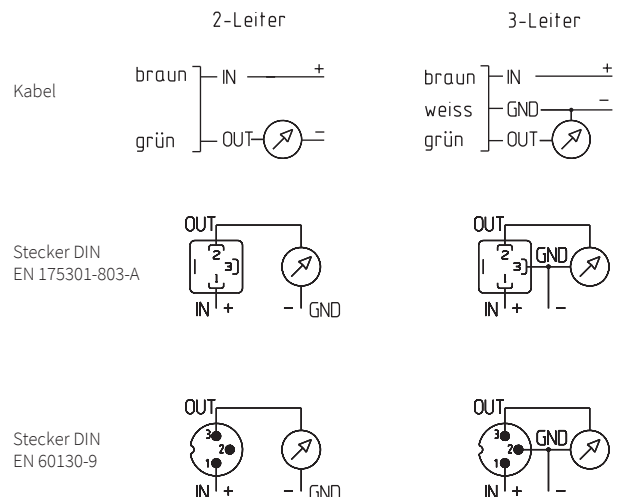 2-Leiter 3-Leiter
Kabel
braun IN + braun IN +
weiss GND –
grün OUT – grün OUT
OUT OUT
Stecker DIN
EN 175301-803-A
2 2 GND
3 3
1 1
IN + – GND IN + –
OUT OUT
Stecker DIN
EN 60130-9
3 3 GND
2 2
1 1
IN + – GND IN + –